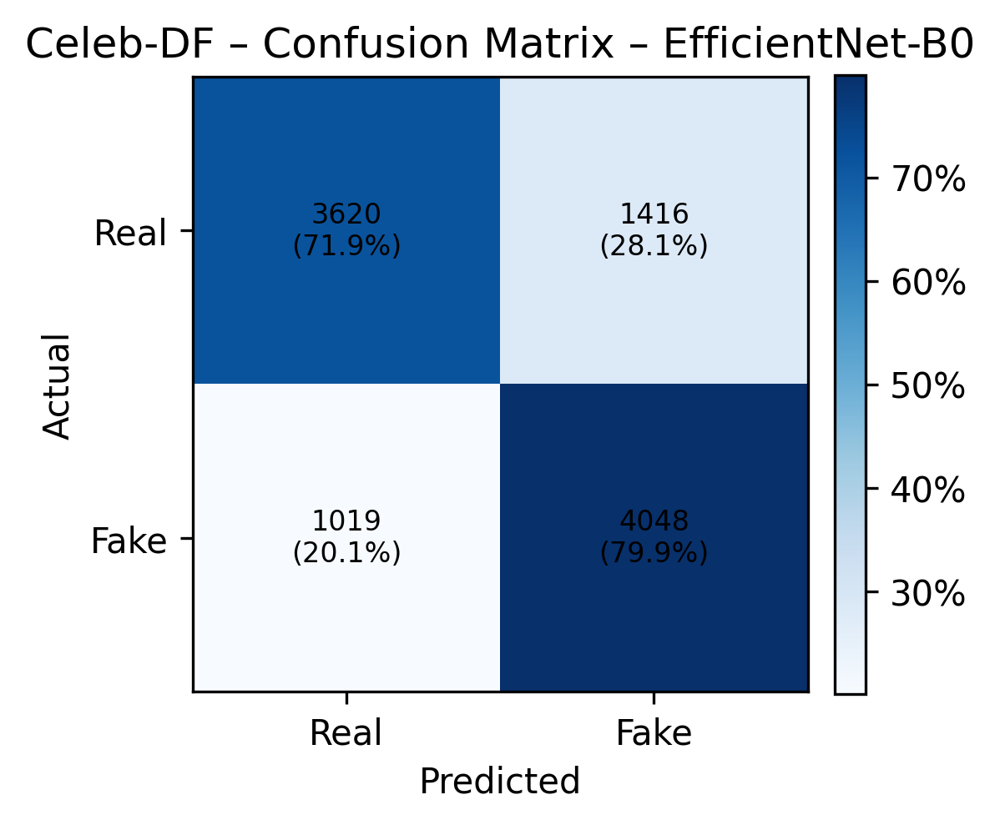 Celeb-DF – Confusion Matrix – EfficientNet-B0
Actual
Real
3620
(71.9%)
1416
(28.1%)
Fake
1019
(20.1%)
4048
(79.9%)
Real
Fake
Predicted
70%
60%
50%
40%
30%